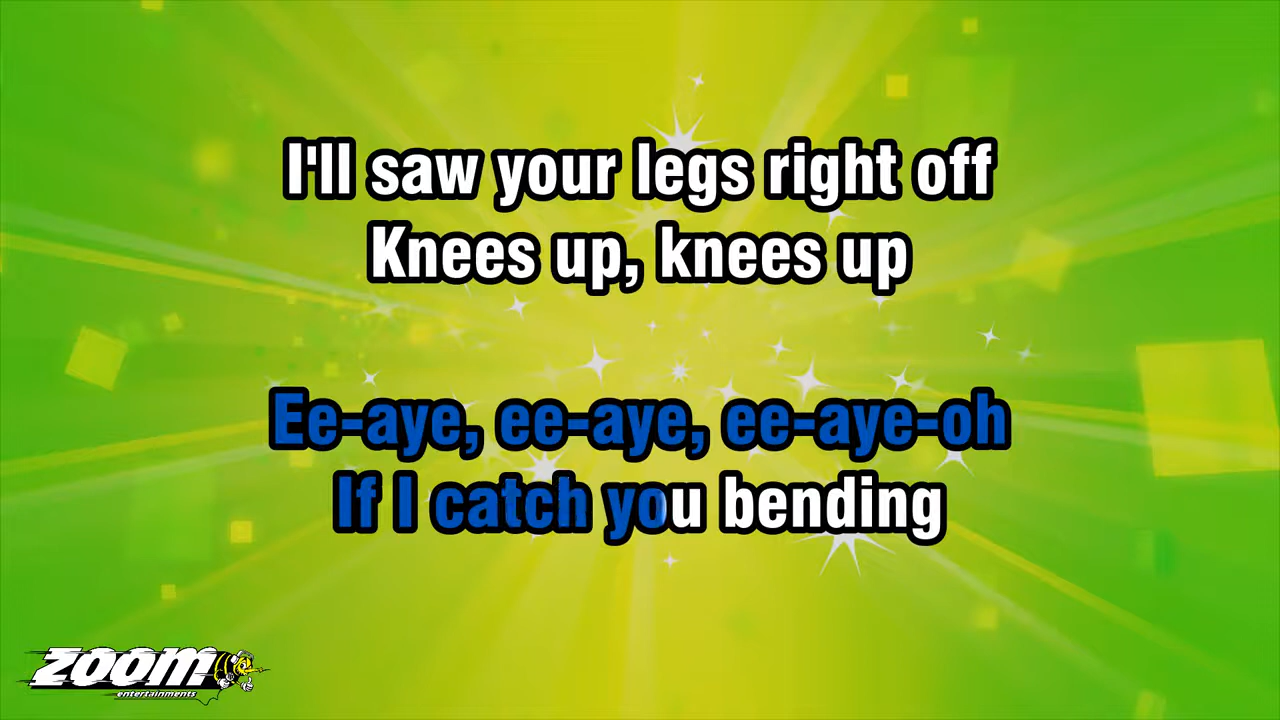 I'll saw your legs right off
Knees up, knees up
Ee-aye, ee-aye, ee-aye-oh
If I catch you bending
ZOOM
entertainments